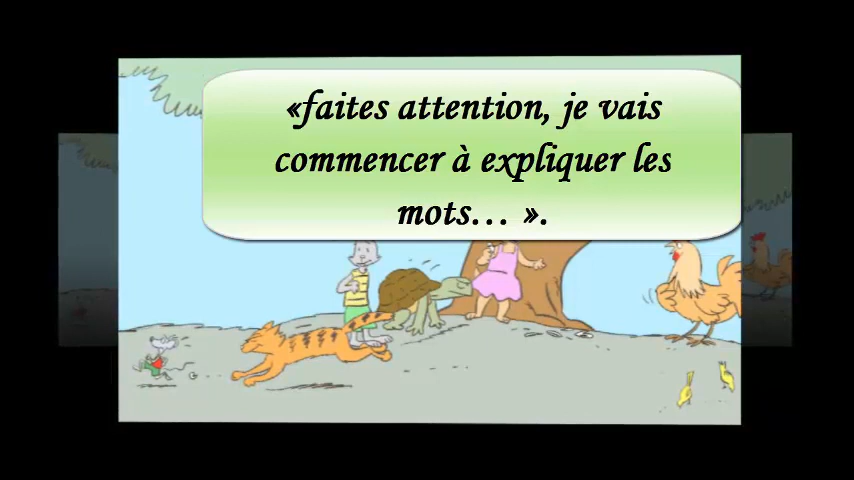 «faites attention, je vais
commencer à expliquer les
mots… ».